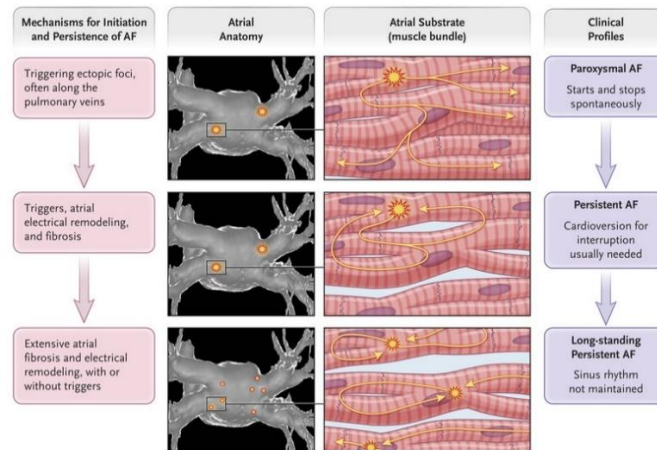 Mechanisms for Initiation
and Persistence of AF
Atrial
Anatomy
Atrial Substrate
(muscle bundle)
Clinical
Profiles
Triggering ectopic foci,
often along the
pulmonary veins
Paroxysmal AF
Starts and stops
spontaneously
Triggers, atrial
electrical remodeling,
and fibrosis
Persistent AF
Cardioversion for
interruption
usually needed
Extensive atrial
fibrosis and electrical
remodeling, with or
without triggers
Long-standing
Persistent AF
Sinus rhythm
not maintained